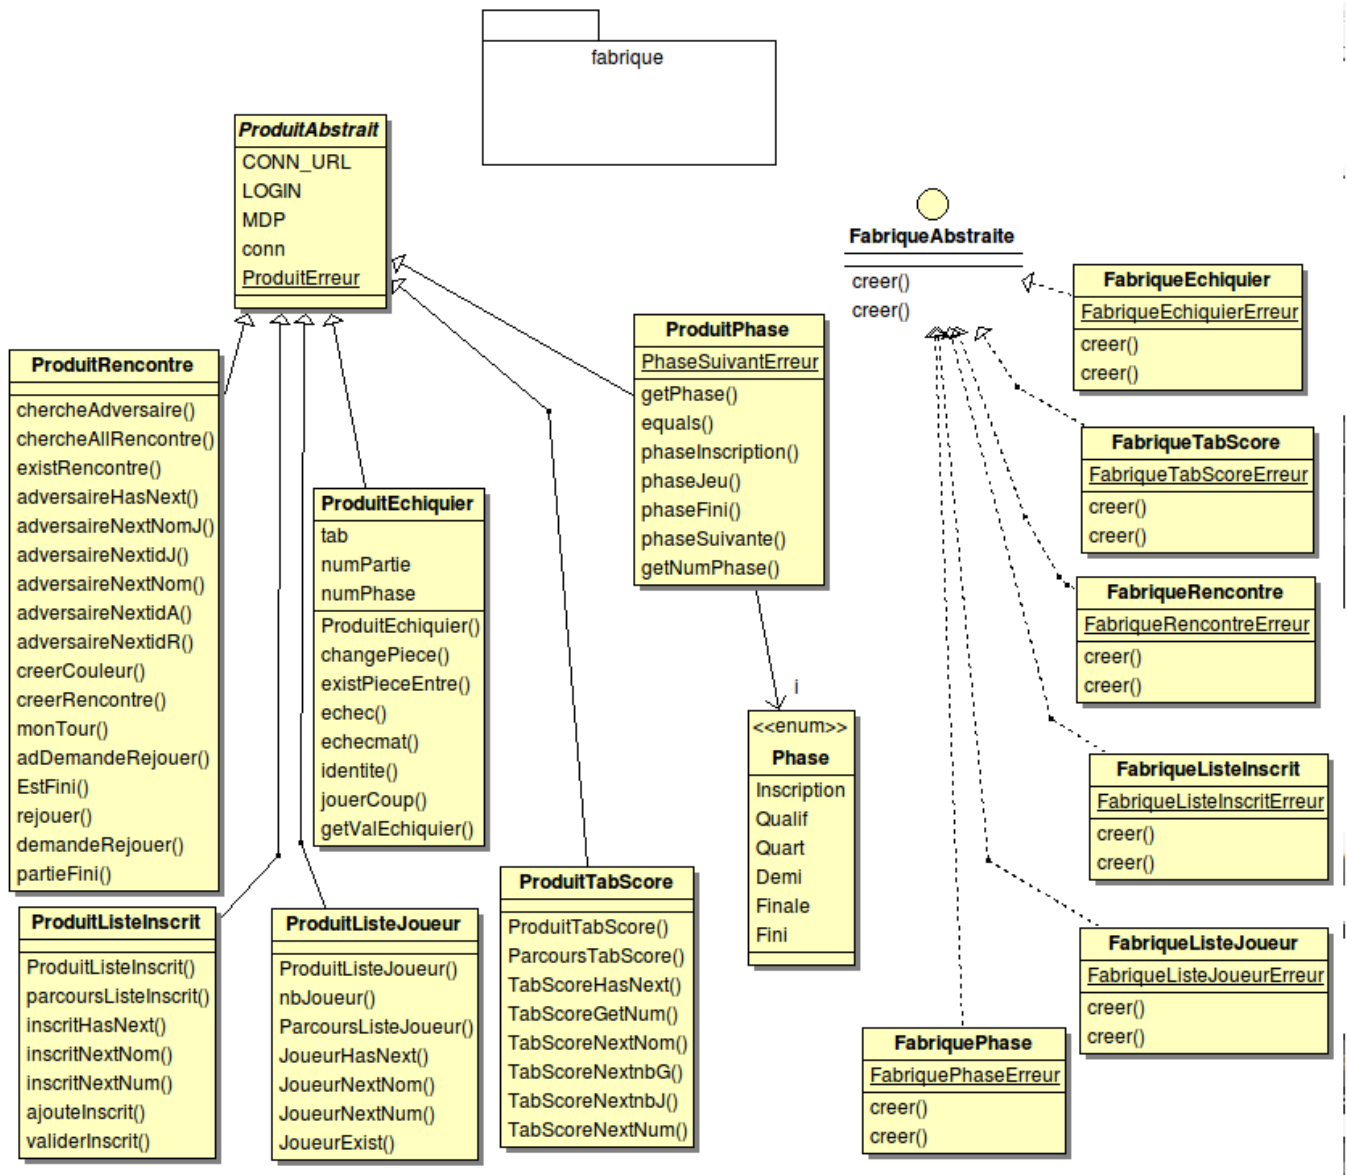 fabrique
ProduitAbstrait
CONN_URL
LOGIN
MDP
conn
ProduitErreur
FabriqueAbstraite
creer()
creer()
FabriqueEchiquier
FabriqueEchiquierErreur
creer()
creer()
ProduitPhase
PhaseSuivantErreur
getPhase()
equals()
phaseInscription()
phaseJeu()
phaseFini()
phaseSuivante()
getNumPhase()
ProduitRencontre
chercheAdversaire()
chercheAllRencontre()
existRencontre()
adversaireHasNext()
adversaireNextNomJ()
adversaireNextidJ()
adversaireNextNom()
adversaireNextidA()
adversaireNextidR()
creerCouleur()
creerRencontre()
monTour()
adDemandeRejouer()
EstFini()
rejouer()
demandeRejouer()
partieFini()
ProduitEchiquier
tab
numPartie
numPhase
ProduitEchiquier()
changePiece()
existPieceEntre()
echec()
echecmat()
identite()
jouerCoup()
getValEchiquier()
FabriqueTabScore
FabriqueTabScoreErreur
creer()
creer()
FabriqueRencontre
FabriqueRencontreErreur
creer()
creer()
i
<<enum>>
Phase
Inscription
Qualif
Quart
Demi
Finale
Fini
FabriqueListeInscrit
FabriqueListeInscritErreur
creer()
creer()
ProduitListeInscrit
ProduitListeInscrit()
parcoursListeInscrit()
inscritHasNext()
inscritNextNom()
inscritNextNum()
ajouteInscrit()
validerInscrit()
ProduitListeJoueur
ProduitListeJoueur()
nbJoueur()
ParcoursListeJoueur()
JoueurHasNext()
JoueurNextNom()
JoueurNextNum()
JoueurExist()
ProduitTabScore
ProduitTabScore()
ParcoursTabScore()
TabScoreHasNext()
TabScoreGetNum()
TabScoreNextNom()
TabScoreNextnbG()
TabScoreNextnbJ()
TabScoreNextNum()
FabriqueListeJoueur
FabriqueListeJoueurErreur
creer()
creer()
FabriquePhase
FabriquePhaseErreur
creer()
creer()